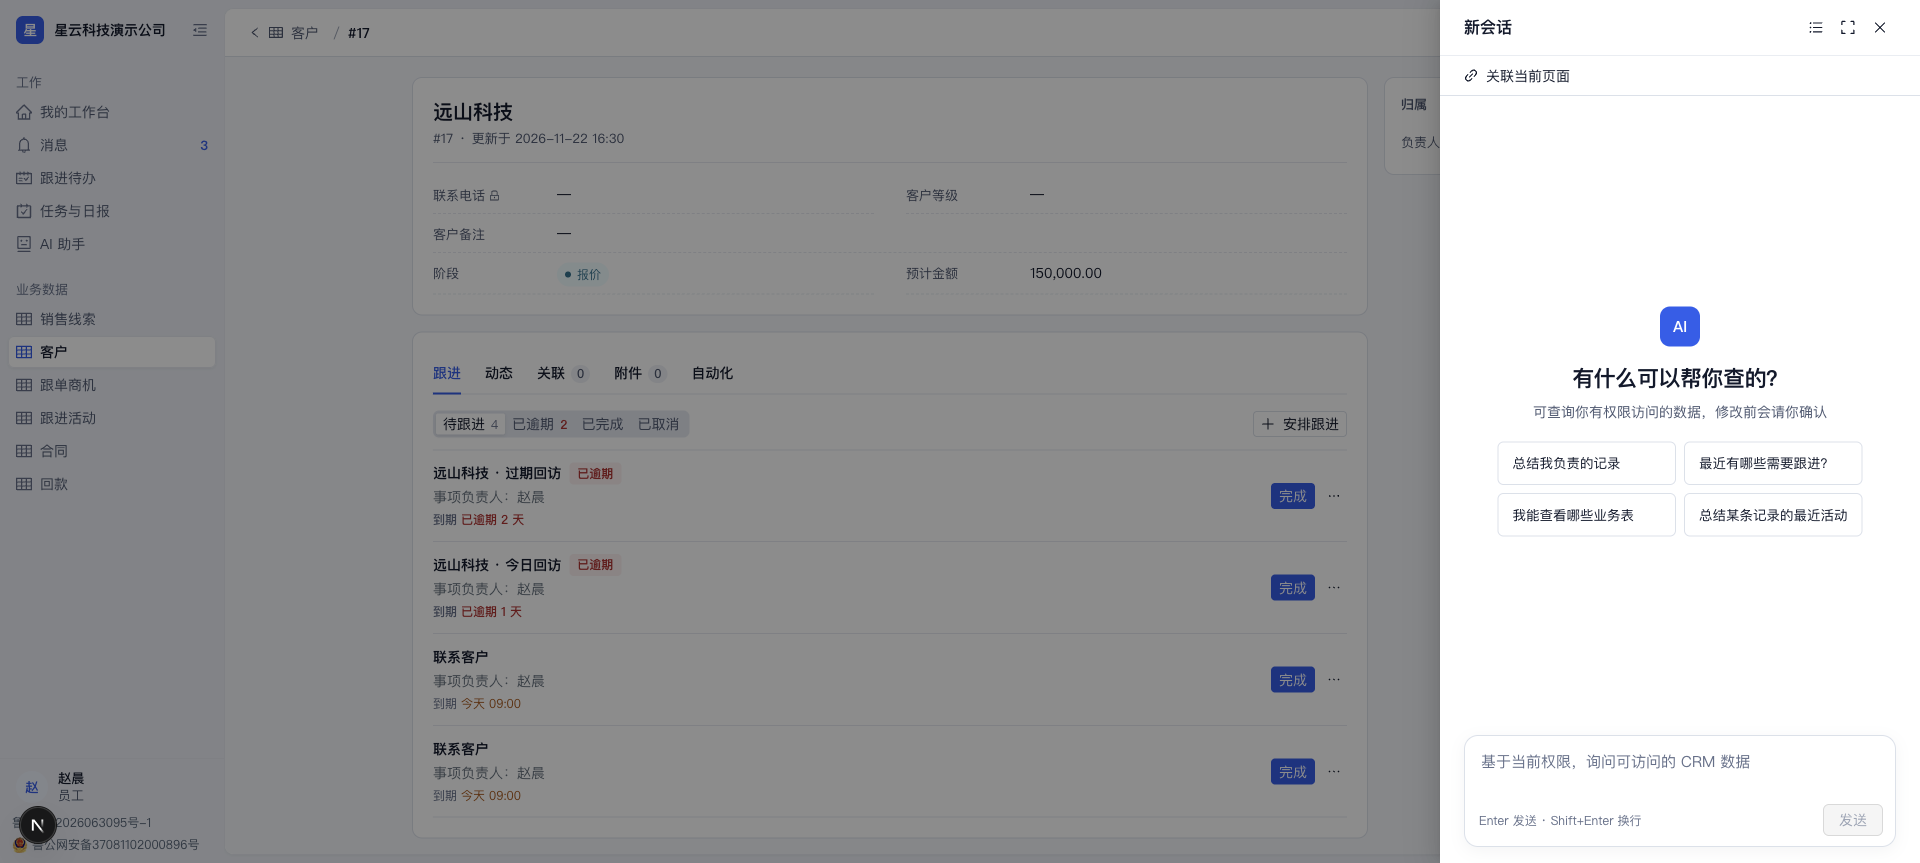 星 星云科技演示公司
工作
我的工作台
消息 3
跟进待办
任务与日报
AI 助手
业务数据
销售线索
客户
跟单商机
跟进活动
合同
回款
赵 赵晨
员工
2026063095号-1
公网安备37081102000896号
N
客户 / #17
远山科技
#17 · 更新于 2026-11-22 16:30
联系电话 —
客户等级 —
客户备注 —
阶段 报价
预计金额 150,000.00
归属
负责人
跟进 动态 关联 0 附件 0 自动化
待跟进 4 已逾期 2 已完成 已取消
安排跟进
远山科技 · 过期回访 已逾期
事项负责人：赵晨
到期 已逾期 2 天
完成 ···
远山科技 · 今日回访 已逾期
事项负责人：赵晨
到期 已逾期 1 天
完成 ···
联系客户
事项负责人：赵晨
到期 今天 09:00
完成 ···
联系客户
事项负责人：赵晨
到期 今天 09:00
完成 ···
新会话
关联当前页面
AI
有什么可以帮你查的?
可查询你有权限访问的数据，修改前会请你确认
总结我负责的记录
最近有哪些需要跟进?
我能查看哪些业务表
总结某条记录的最近活动
基于当前权限，询问可访问的 CRM 数据
Enter 发送 · Shift+Enter 换行
发送